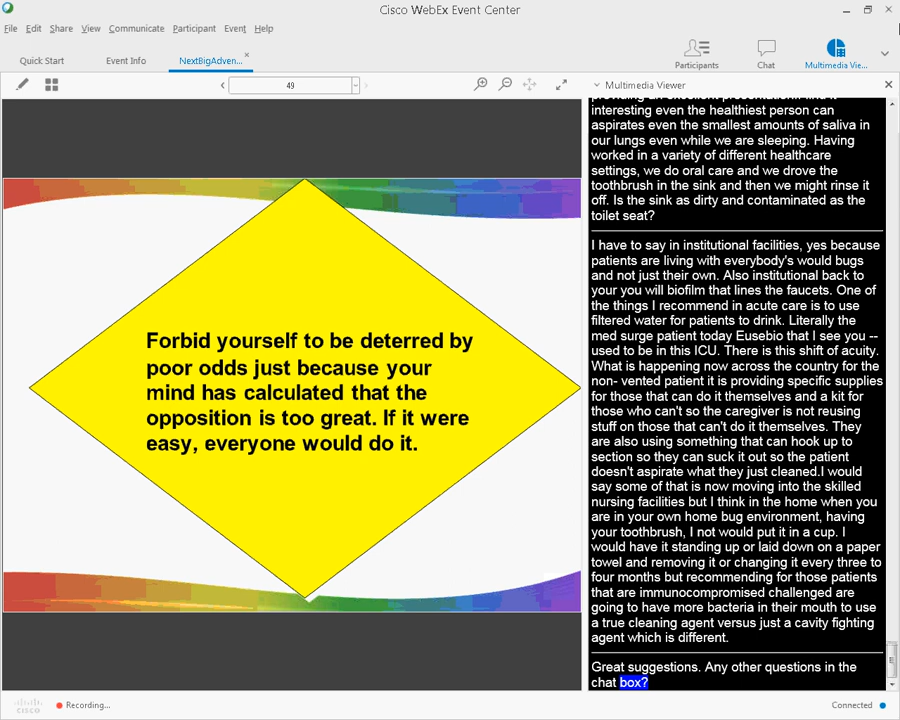 Cisco WebEx Event Center
File Edit Share View Communicate Participant Event Help
Quick Start Event Info NextBigAdven...
Participants Chat Multimedia Vie...
49
Multimedia Viewer
Forbid yourself to be deterred by
poor odds just because your
mind has calculated that the
opposition is too great. If it were
easy, everyone would do it.
interesting even the healthiest person can
aspirates even the smallest amounts of saliva in
our lungs even while we are sleeping. Having
worked in a variety of different healthcare
settings, we do oral care and we drove the
toothbrush in the sink and then we might rinse it
off. Is the sink as dirty and contaminated as the
toilet seat?
I have to say in institutional facilities, yes because
patients are living with everybody's would bugs
and not just their own. Also institutional back to
your you will biofilm that lines the faucets. One of
the things I recommend in acute care is to use
filtered water for patients to drink. Literally the
med surge patient today Eusebio that I see you --
used to be in this ICU. There is this shift of acuity.
What is happening now across the country for the
non- vented patient it is providing specific supplies
for those that can do it themselves and a kit for
those who can't so the caregiver is not reusing
stuff on those that can't do it themselves. They
are also using something that can hook up to
section so they can suck it out so the patient
doesn't aspirate what they just cleaned.I would
say some of that is now moving into the skilled
nursing facilities but I think in the home when you
are in your own home bug environment, having
your toothbrush, I not would put it in a cup. I
would have it standing up or laid down on a paper
towel and removing it or changing it every three to
four months but recommending for those patients
that are immunocompromised challenged are
going to have more bacteria in their mouth to use
a true cleaning agent versus just a cavity fighting
agent which is different.
Great suggestions. Any other questions in the
chat box?
cisco
Recording...
Connected